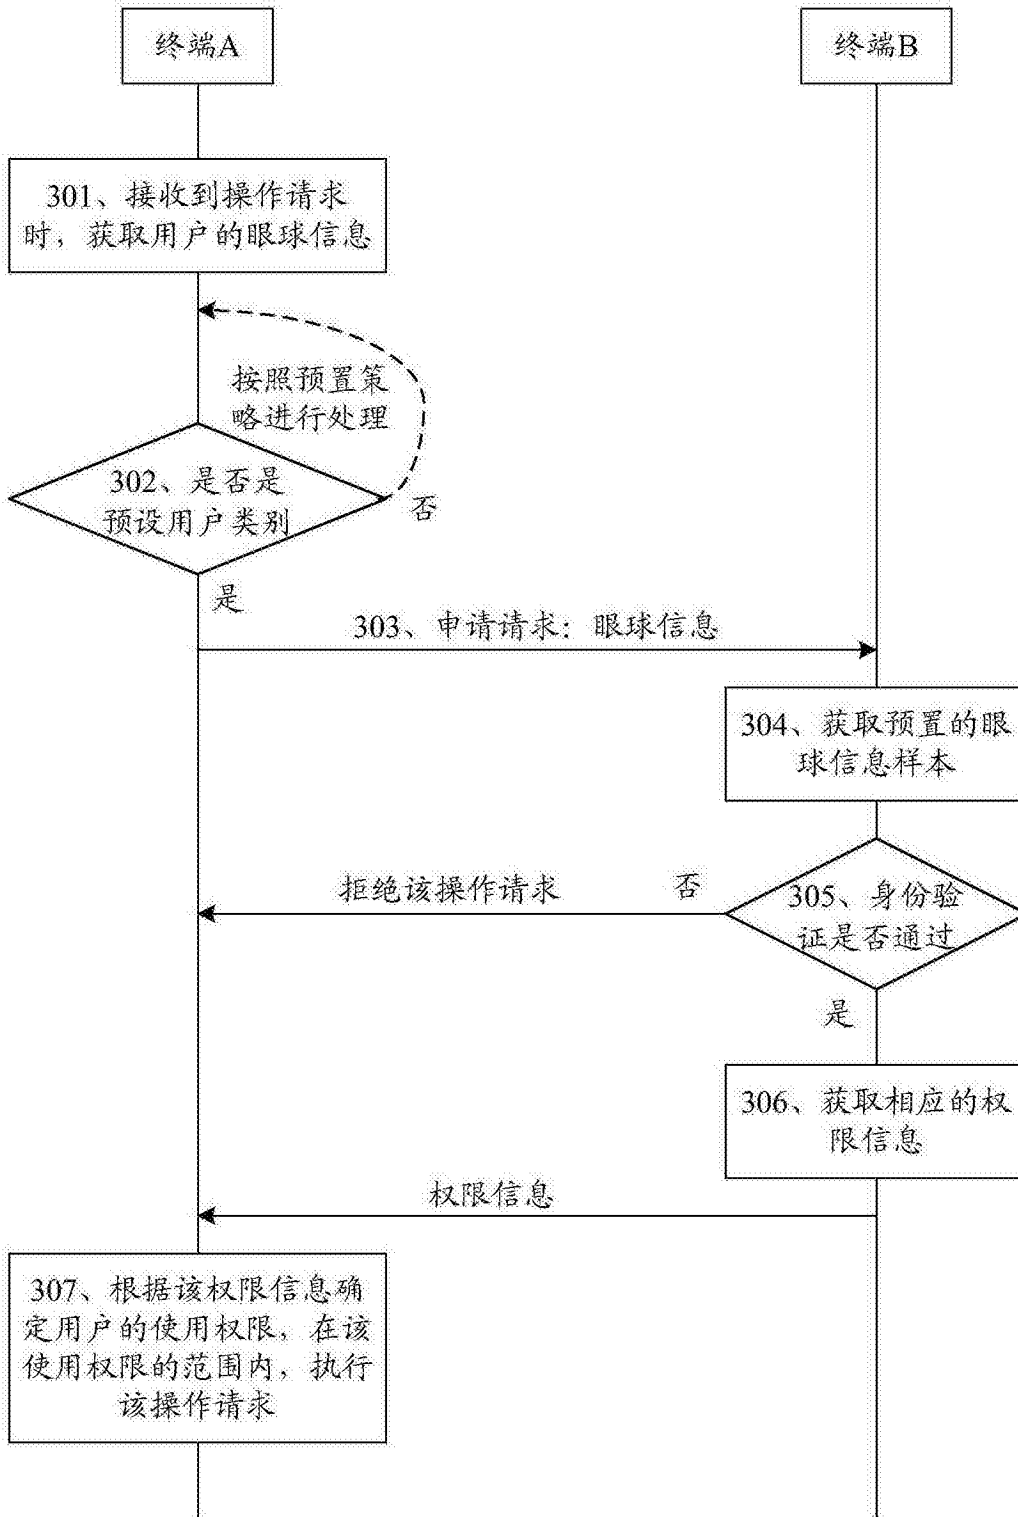 终端A
终端B
301、接收到操作请求
时，获取用户的眼球信息
按照预置策
略进行处理
302、是否是
预设用户类别
否
是
303、申请请求：眼球信息
304、获取预置的眼
球信息样本
拒绝该操作请求
否
305、身份验
证是否通过
是
306、获取相应的权
限信息
权限信息
307、根据该权限信息确
定用户的使用权限，在该
使用权限的范围内，执行
该操作请求